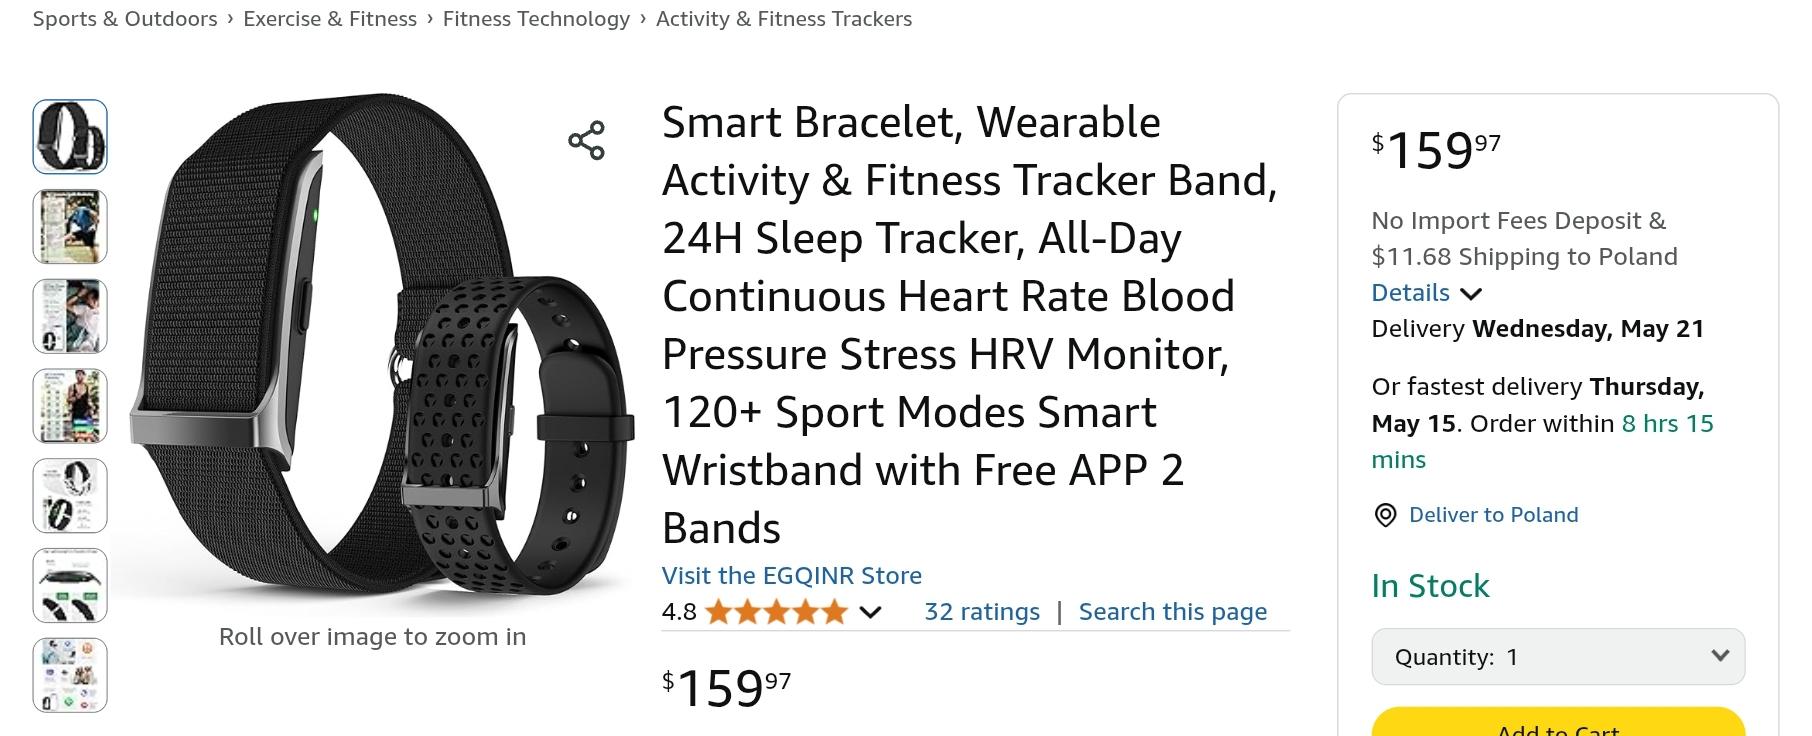 Sports & Outdoors › Exercise & Fitness › Fitness Technology › Activity & Fitness Trackers
Smart Bracelet, Wearable
Activity & Fitness Tracker Band,
24H Sleep Tracker, All-Day
Continuous Heart Rate Blood
Pressure Stress HRV Monitor,
120+ Sport Modes Smart
Wristband with Free APP 2
Bands
Visit the EGQINR Store
4.8
32 ratings | Search this page
$159.97
Roll over image to zoom in
$159.97
No Import Fees Deposit &
$11.68 Shipping to Poland
Details
Delivery Wednesday, May 21
Or fastest delivery Thursday,
May 15. Order within 8 hrs 15
mins
Deliver to Poland
In Stock
Quantity: 1
Add to Cart